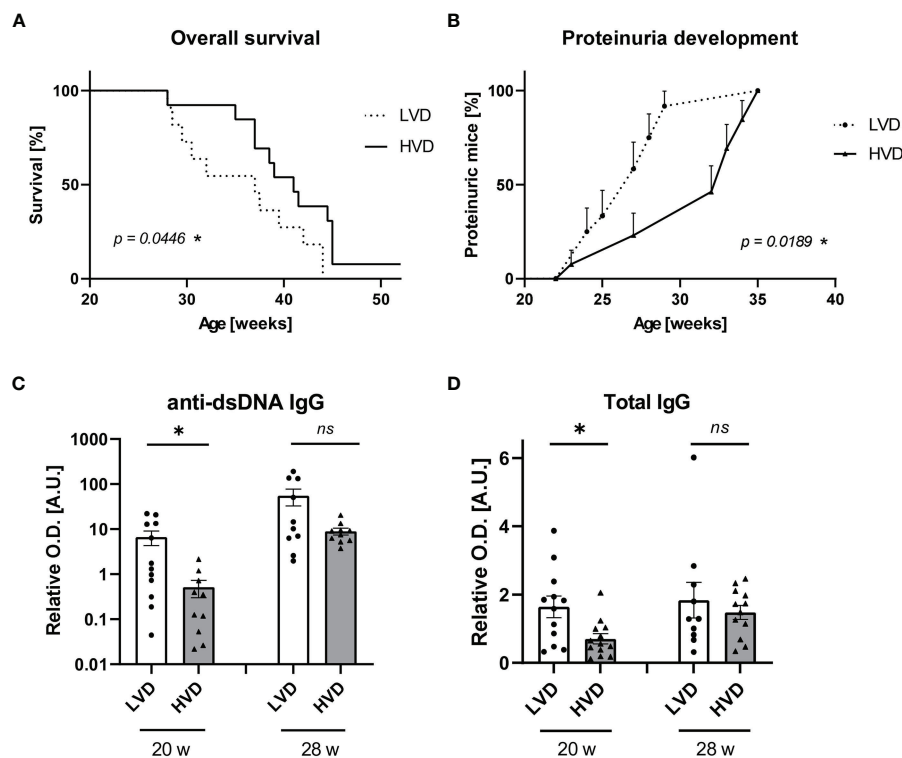 A
Overall survival
Survival [%]
100
50
0
20
30
40
50
Age [weeks]
LVD
HVD
p = 0.0446 *
B
Proteinuria development
Proteinuric mice [%]
100
50
0
20
25
30
35
40
Age [weeks]
LVD
HVD
p = 0.0189 *
C
anti-dsDNA IgG
Relative O.D. [A.U.]
1000
100
10
1
0.1
0.01
*
ns
LVD
HVD
LVD
HVD
20 w
28 w
D
Total IgG
Relative O.D. [A.U.]
6
4
2
0
*
ns
LVD
HVD
LVD
HVD
20 w
28 w